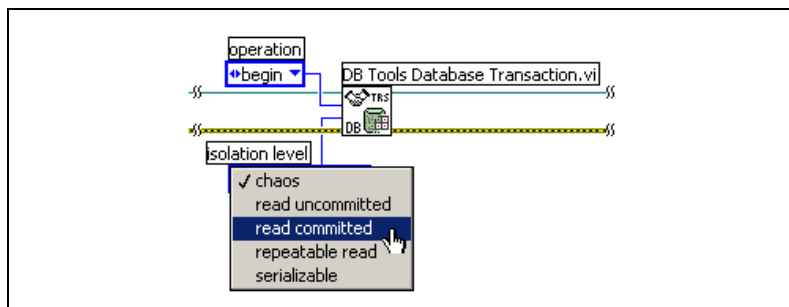 operation
begin
DB Tools Database Transaction.vi
TRS
DB
isolation level
chaos
read uncommitted
read committed
repeatable read
serializable